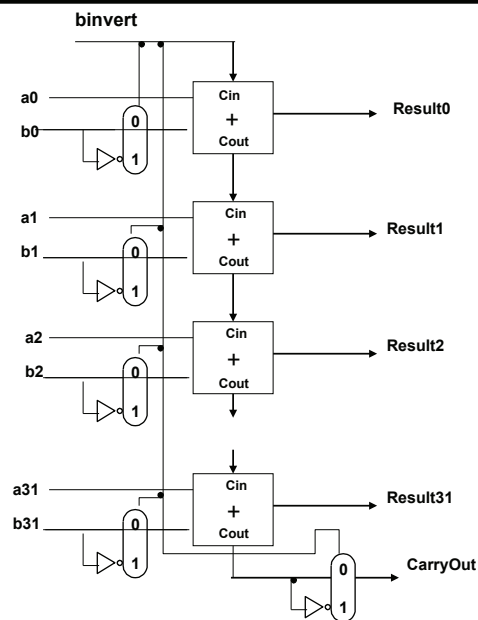 binvert
a0
Cin
0
+
Result0
b0
1
Cout
a1
Cin
0
+
Result1
b1
1
Cout
a2
Cin
0
+
Result2
b2
1
Cout
a31
Cin
0
+
Result31
b31
1
Cout
0
CarryOut
1